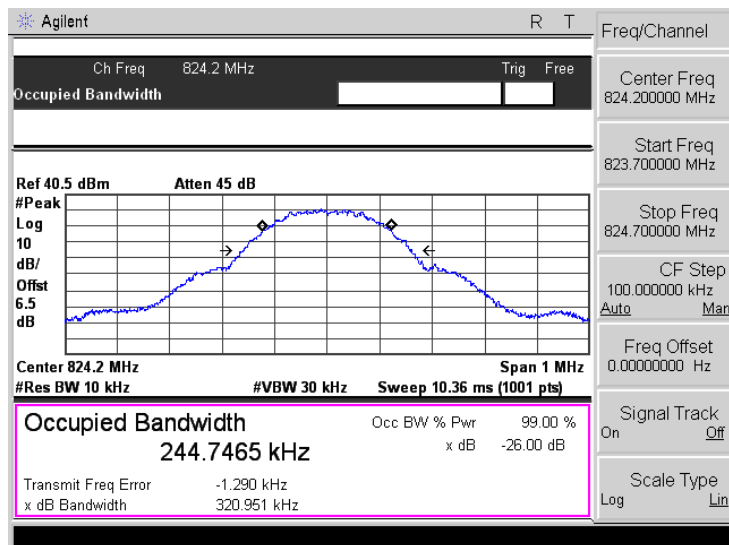 Agilent R T
Ch Freq 824.2 MHz Trig Free
Occupied Bandwidth
Ref 40.5 dBm Atten 45 dB
#Peak
Log
10
dB/
Offst
6.5
dB
Center 824.2 MHz Span 1 MHz
#Res BW 10 kHz #VBW 30 kHz Sweep 10.36 ms (1001 pts)
Occupied Bandwidth Occ BW % Pwr 99.00 %
244.7465 kHz x dB -26.00 dB
Transmit Freq Error -1.290 kHz
x dB Bandwidth 320.951 kHz
Freq/Channel
Center Freq
824.200000 MHz
Start Freq
823.700000 MHz
Stop Freq
824.700000 MHz
CF Step
100.000000 kHz
Auto Man
Freq Offset
0.00000000 Hz
Signal Track
On Off
Scale Type
Log Lin